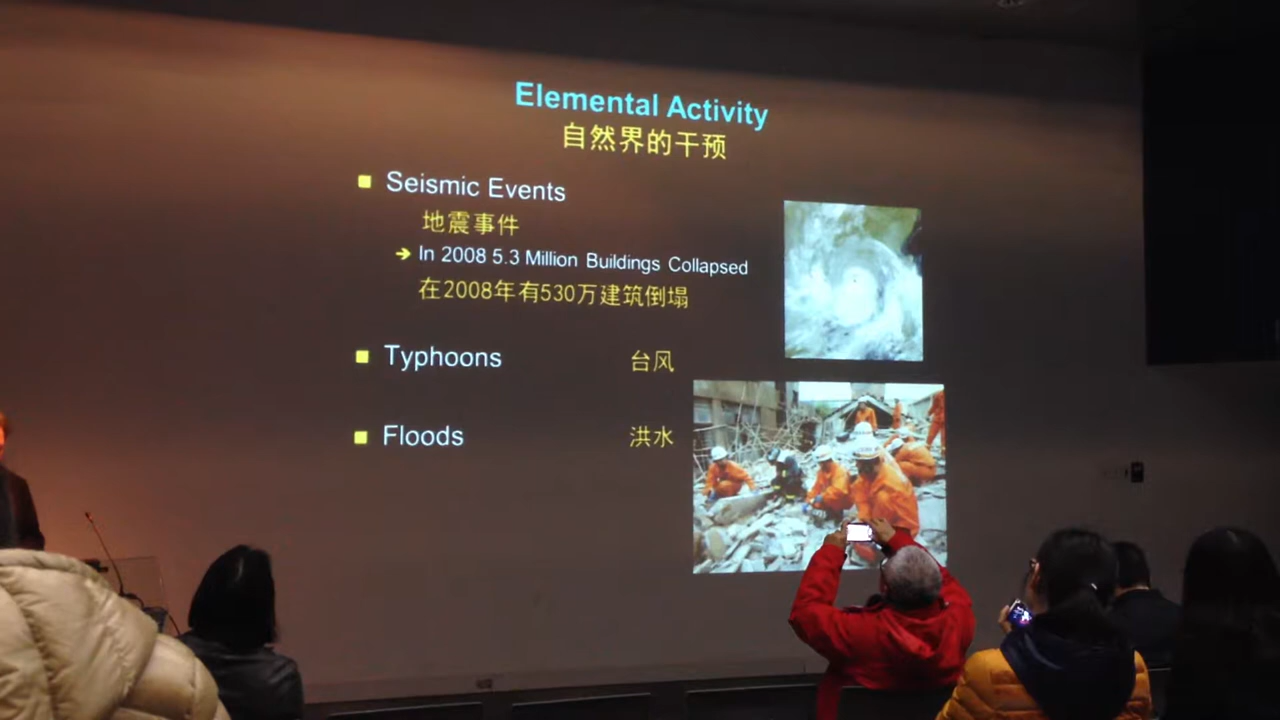 Elemental Activity
自然界的干预
Seismic Events
地震事件
In 2008 5.3 Million Buildings Collapsed
在2008年有530万建筑倒塌
Typhoons 台风
Floods 洪水